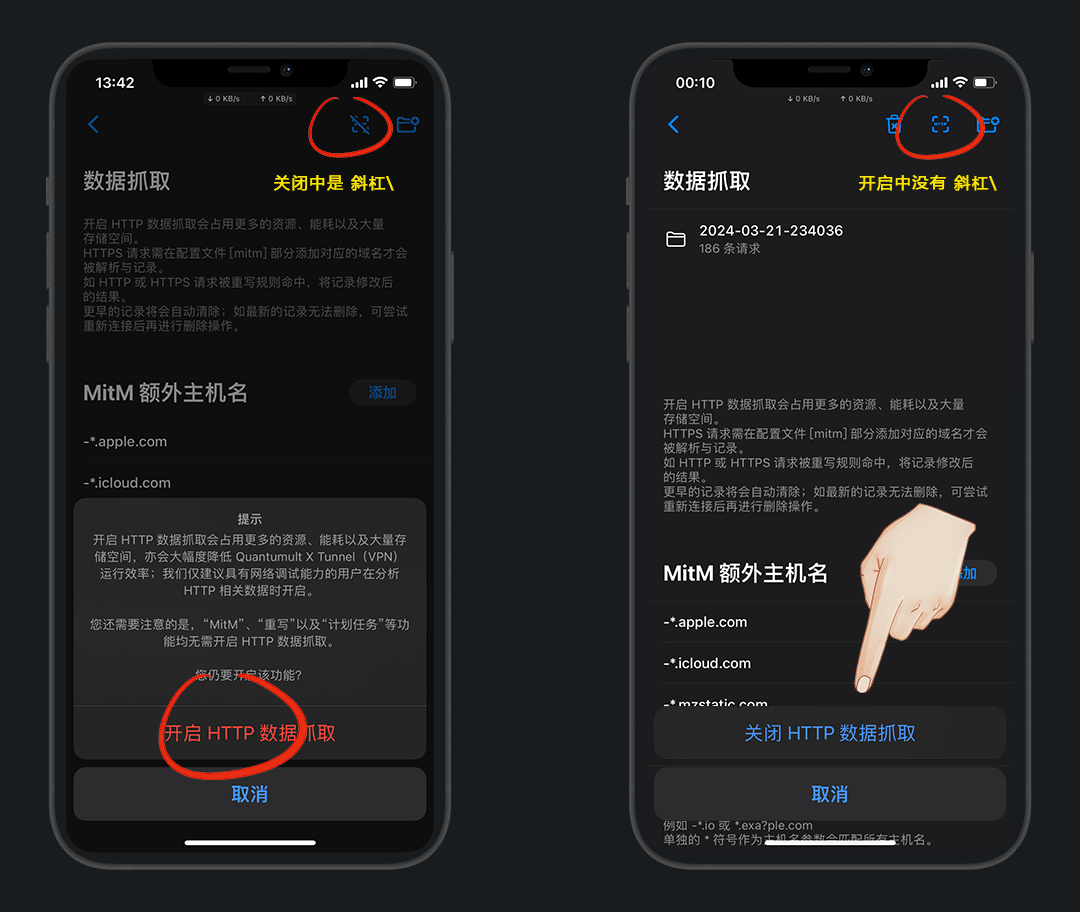 13:42
↓ 0 KB/s ↑ 0 KB/s
数据抓取
关闭中是 斜杠\
开启 HTTP 数据抓取会占用更多的资源、能耗以及大量
存储空间。
HTTPS 请求需在配置文件 [mitm] 部分添加对应的域名才会
被解析与记录。
如 HTTP 或 HTTPS 请求被重写规则命中，将记录修改后
的结果。
更早的记录将会自动清除；如最新的记录无法删除，可尝试
重新连接后再进行删除操作。
MitM 额外主机名
添加
-*.apple.com
-*.icloud.com
提示
开启 HTTP 数据抓取会占用更多的资源、能耗以及大量存
储空间，亦会大幅度降低 Quantumult X Tunnel（VPN）
运行效率；我们仅建议具有网络调试能力的用户在分析
HTTP 相关数据时开启。
您还需要注意的是，“MitM”、“重写”以及“计划任务”等功
能均无需开启 HTTP 数据抓取。
您仍要开启该功能?
开启 HTTP 数据抓取
取消
00:10
↓ 0 KB/s ↑ 0 KB/s
HTTP
数据抓取
开启中没有 斜杠\
2024-03-21-234036
186 条请求
开启 HTTP 数据抓取会占用更多的资源、能耗以及大量
存储空间。
HTTPS 请求需在配置文件 [mitm] 部分添加对应的域名才会
被解析与记录。
如 HTTP 或 HTTPS 请求被重写规则命中，将记录修改后
的结果。
更早的记录将会自动清除；如最新的记录无法删除，可尝试
重新连接后再进行删除操作。
MitM 额外主机名
加
-*.apple.com
-*.icloud.com
-*.mzstatic.com
关闭 HTTP 数据抓取
取消
例如 -*.io 或 *.exa?ple.com
单独的 * 符号作为主机名参数会匹配所有主机名。